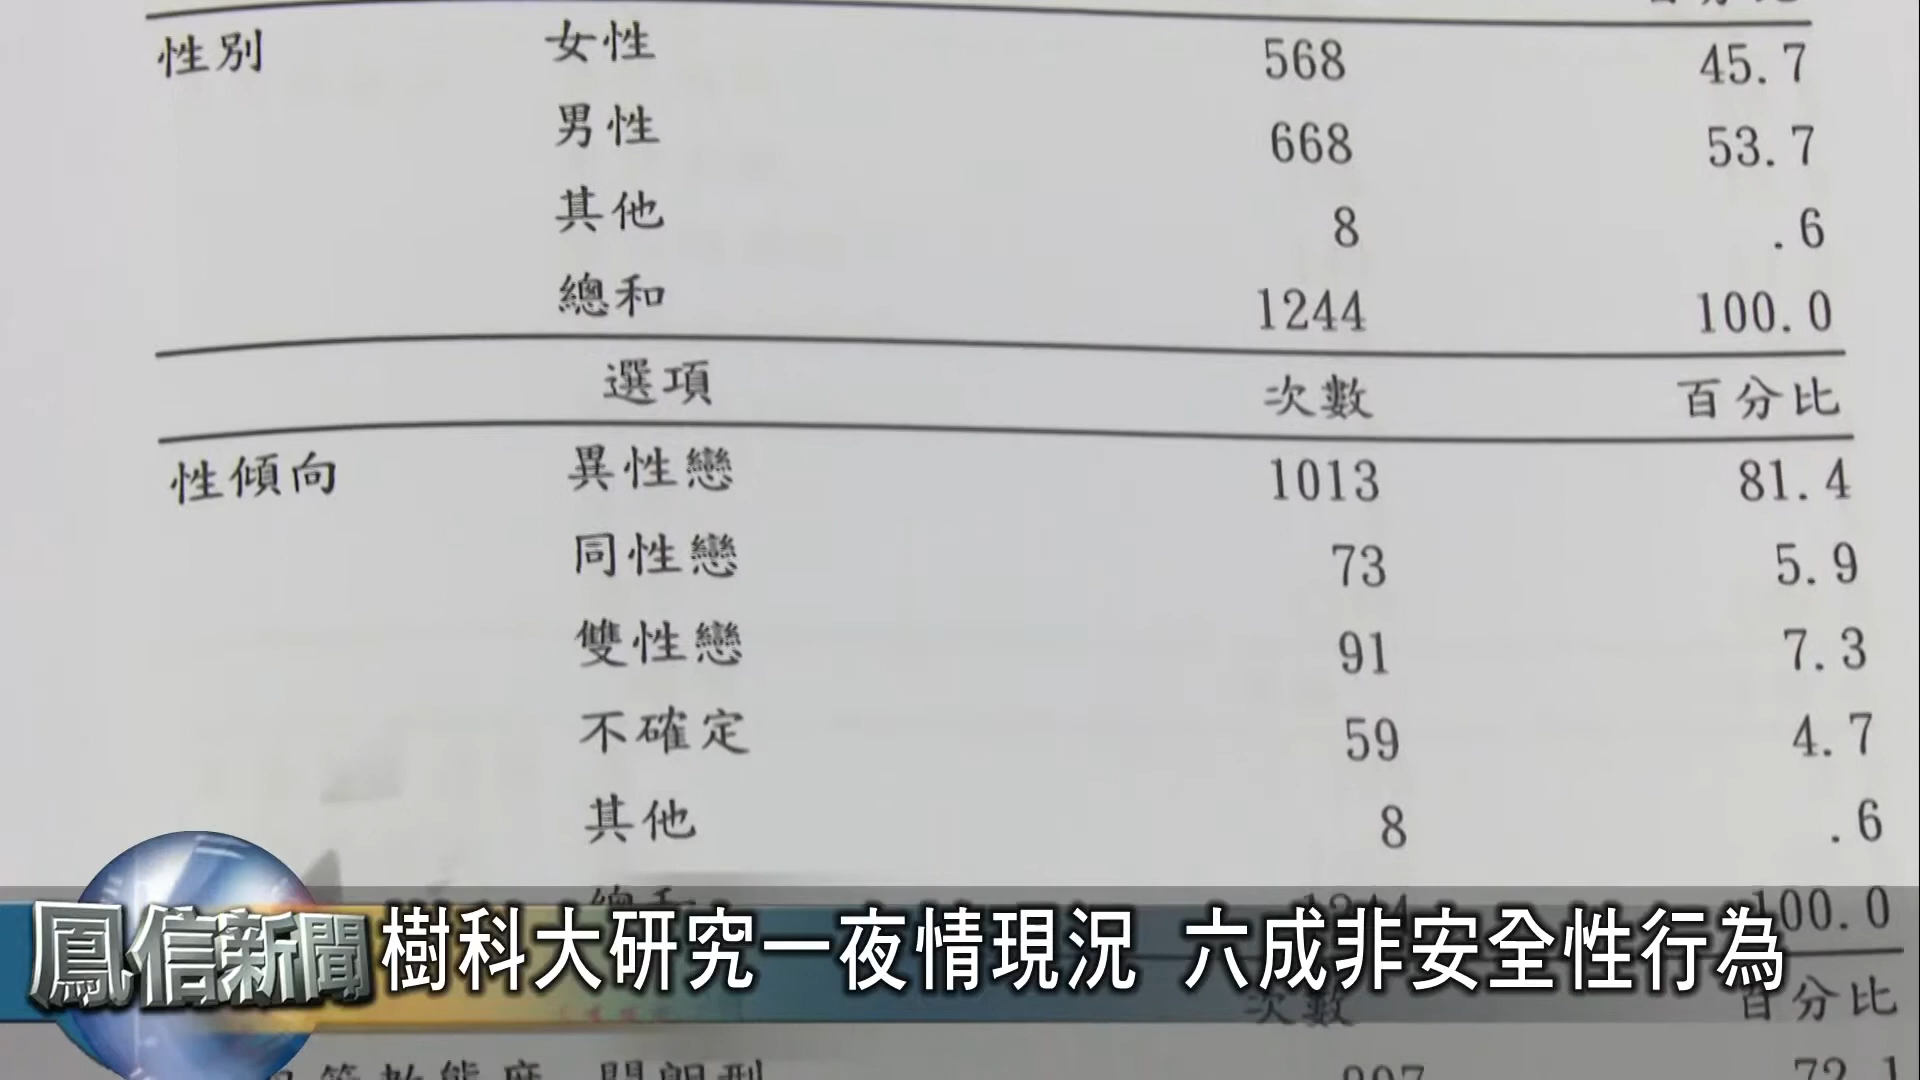 性別 女性 568 45.7
男性 668 53.7
其他 8 .6
總和 1244 100.0
選項 次數 百分比
性傾向 異性戀 1013 81.4
同性戀 73 5.9
雙性戀 91 7.3
不確定 59 4.7
其他 8 .6
100.0
鳳信新聞 樹科大研究一夜情現況 六成非安全性行為
次數 百分比